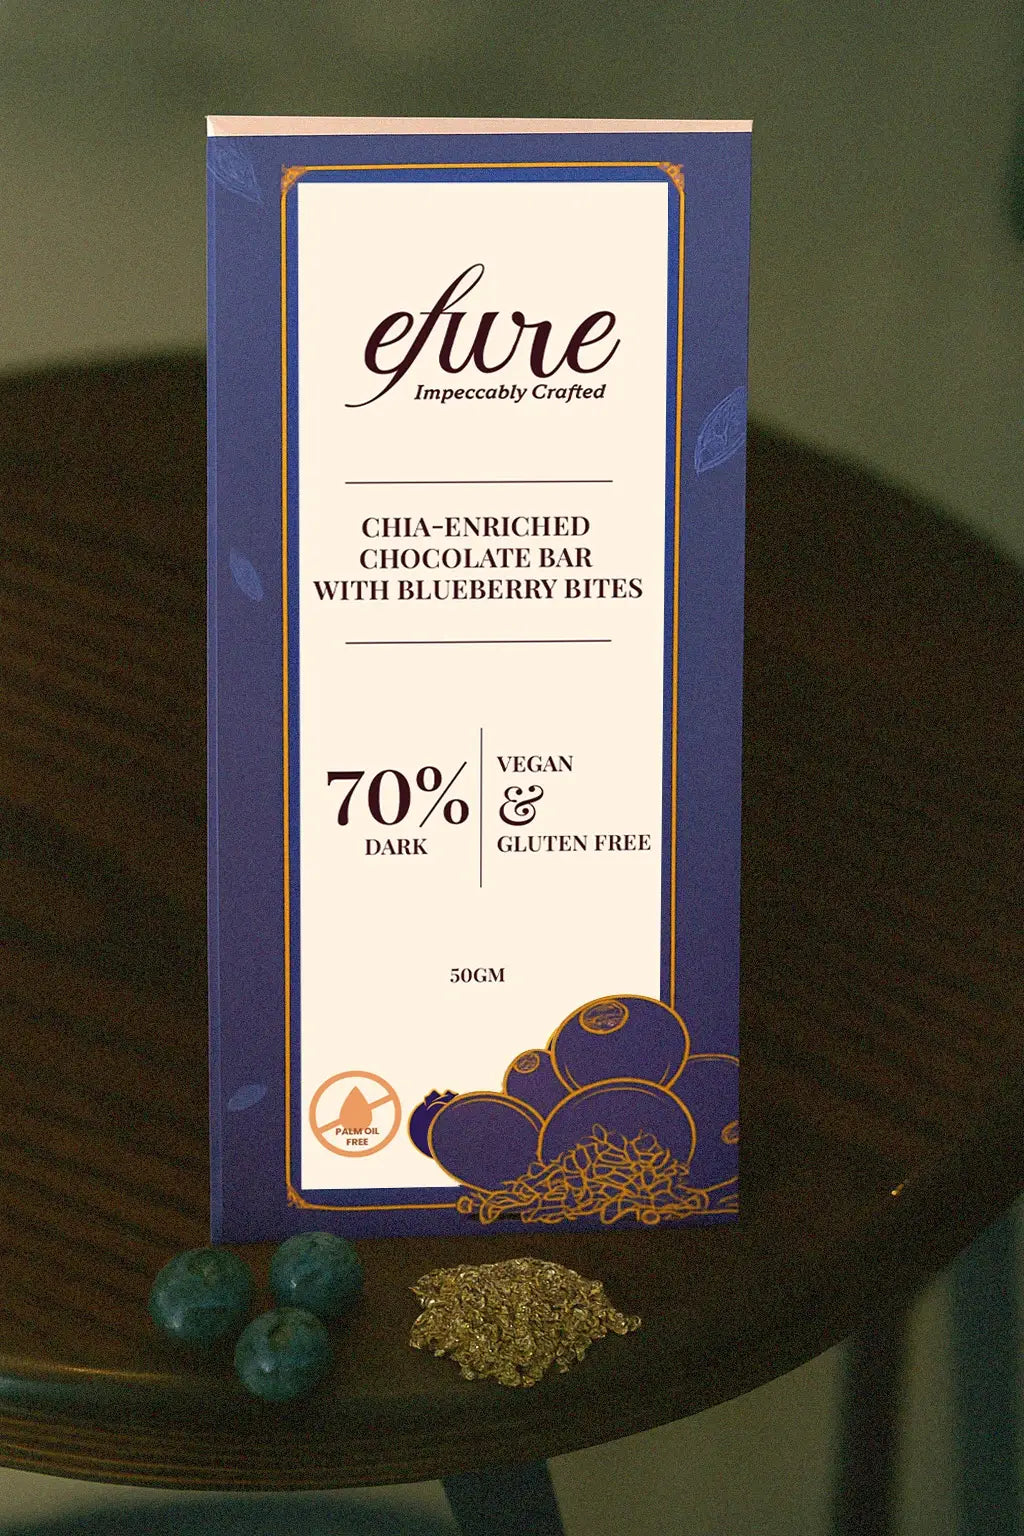 efure
Impeccably Crafted
CHIA-ENRICHED
CHOCOLATE BAR
WITH BLUEBERRY BITES
70%
DARK
VEGAN
&
GLUTEN FREE
50GM
PALM OIL
FREE